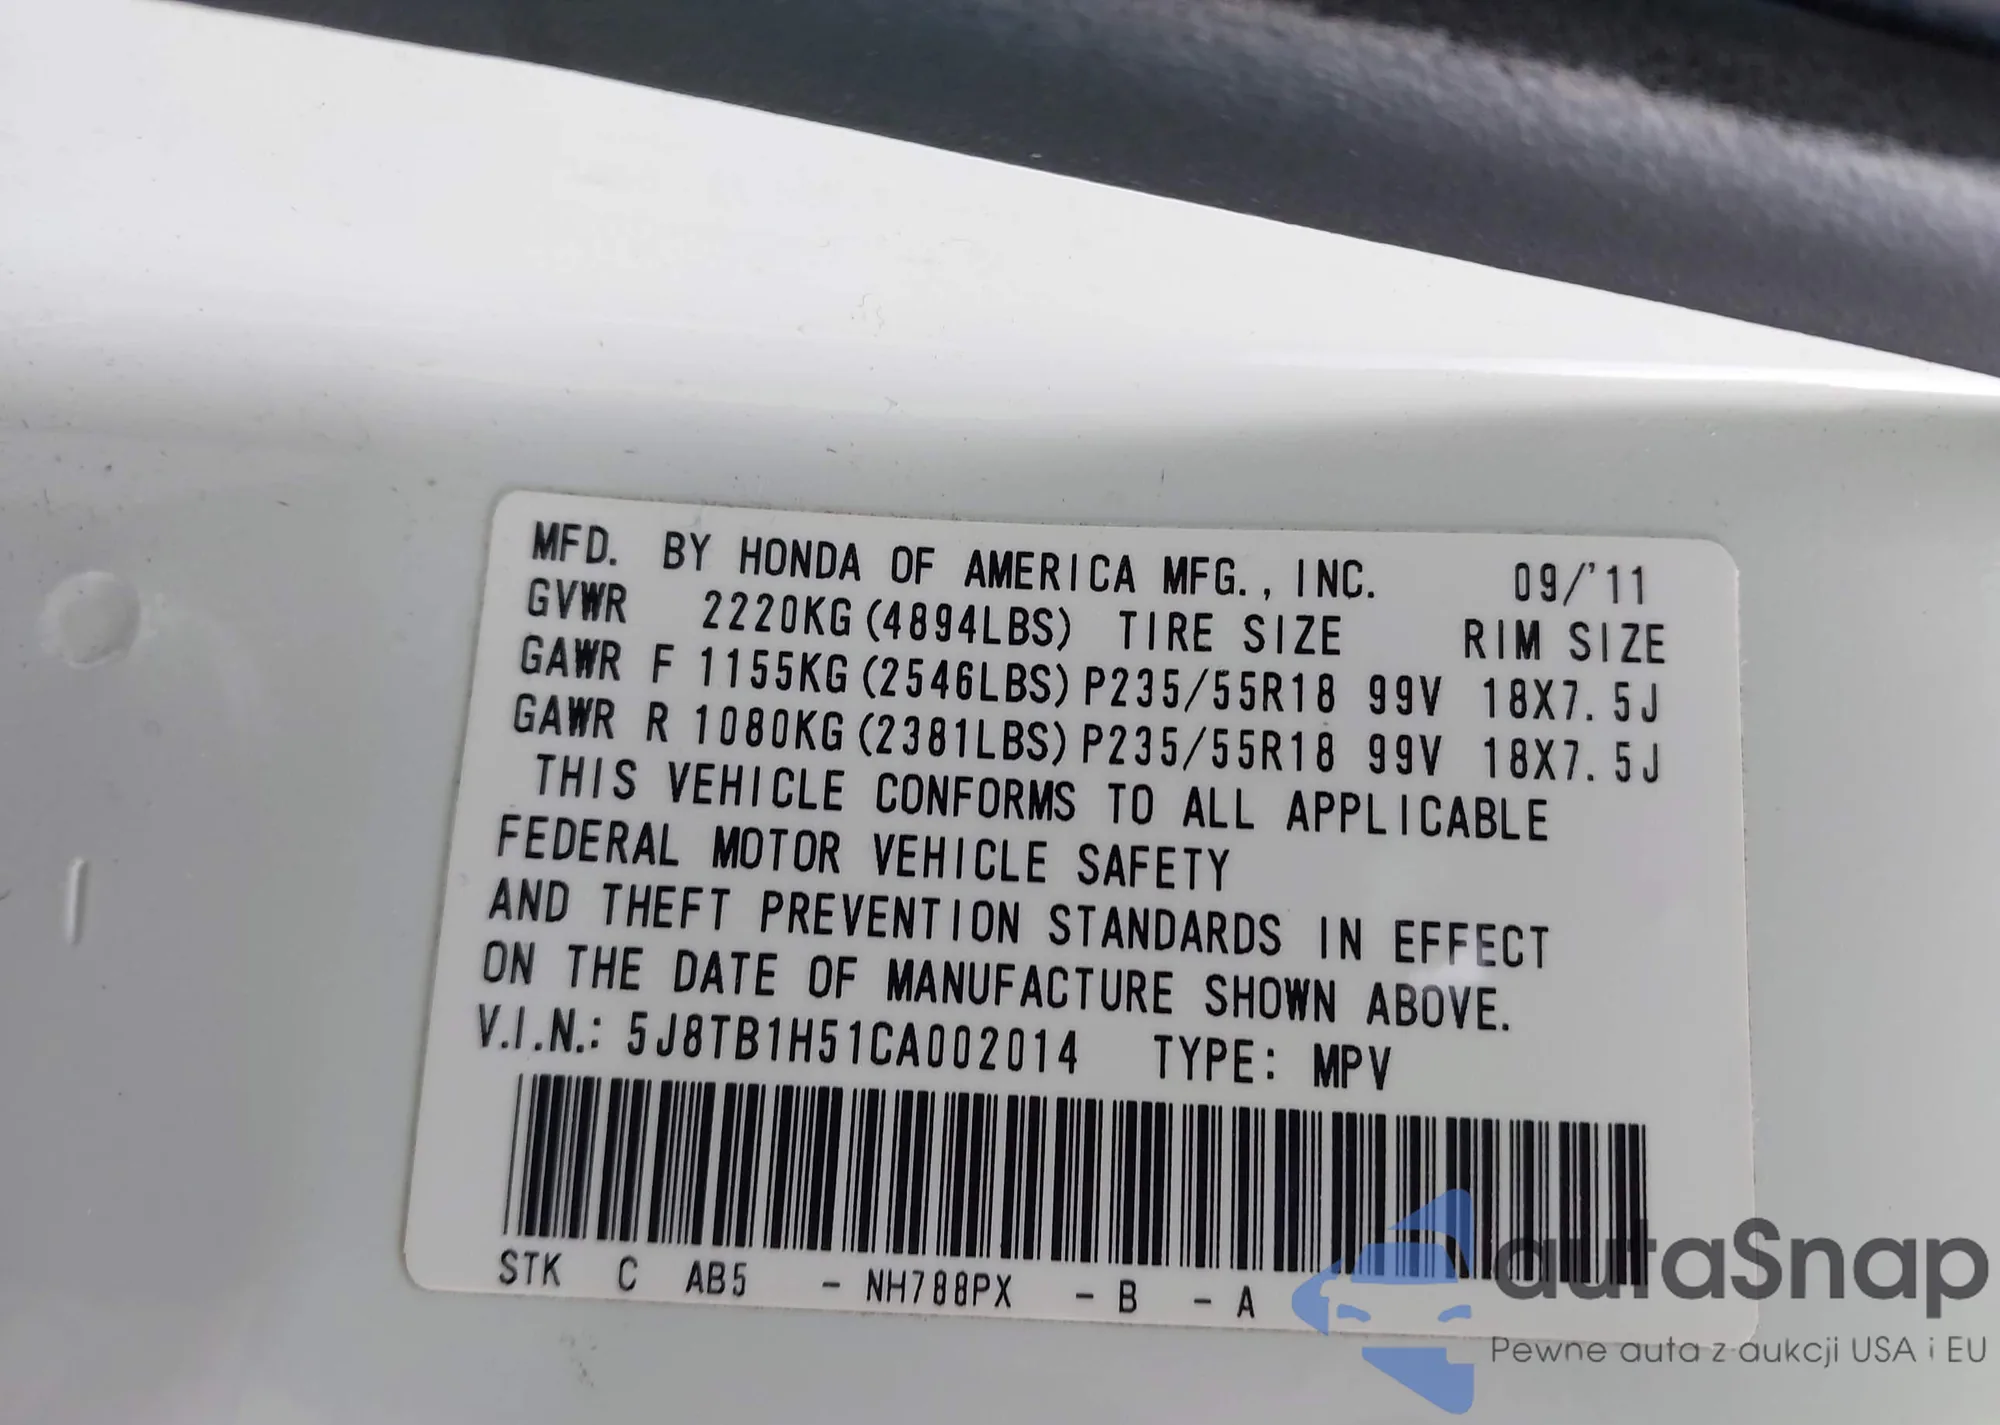 MFD. BY HONDA OF AMERICA MFG., INC. 09/'11
GVWR 2220KG (4894LBS) TIRE SIZE RIM SIZE
GAWR F 1155KG (2546LBS) P235/55R18 99V 18X7.5J
GAWR R 1080KG (2381LBS) P235/55R18 99V 18X7.5J
THIS VEHICLE CONFORMS TO ALL APPLICABLE
FEDERAL MOTOR VEHICLE SAFETY
AND THEFT PREVENTION STANDARDS IN EFFECT
ON THE DATE OF MANUFACTURE SHOWN ABOVE.
V.I.N.: 5J8TB1H51CA002014 TYPE: MPV
STK C AB5 - NH788PX - B - A
autaSnap
Pewne auta z aukcji USA i EU